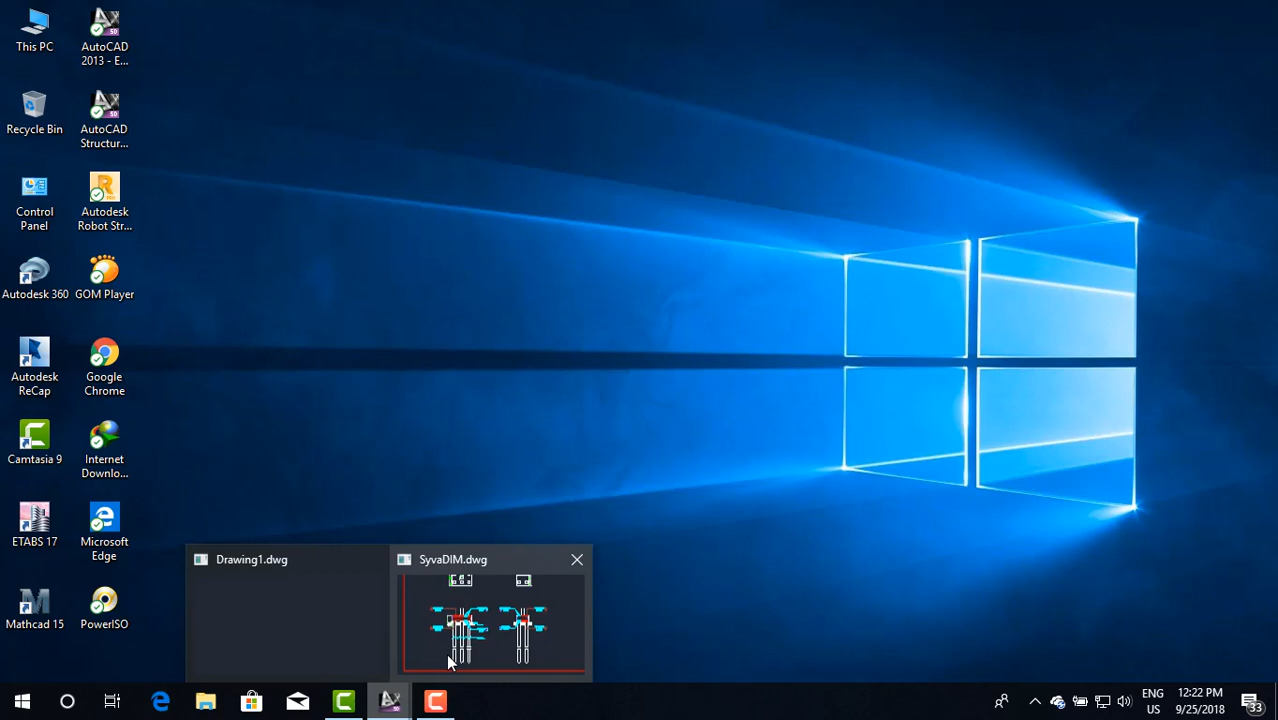 This PC
AutoCAD
2013 - E...
Recycle Bin
AutoCAD
Structur...
Control
Panel
Autodesk
Robot Str...
Autodesk 360
GOM Player
Autodesk
ReCap
Google
Chrome
Camtasia 9
Internet
Downlo...
ETABS 17
Microsoft
Edge
Mathcad 15
PowerISO
Drawing1.dwg
SyvaDIM.dwg
ENG
US
12:22 PM
9/25/2018
33